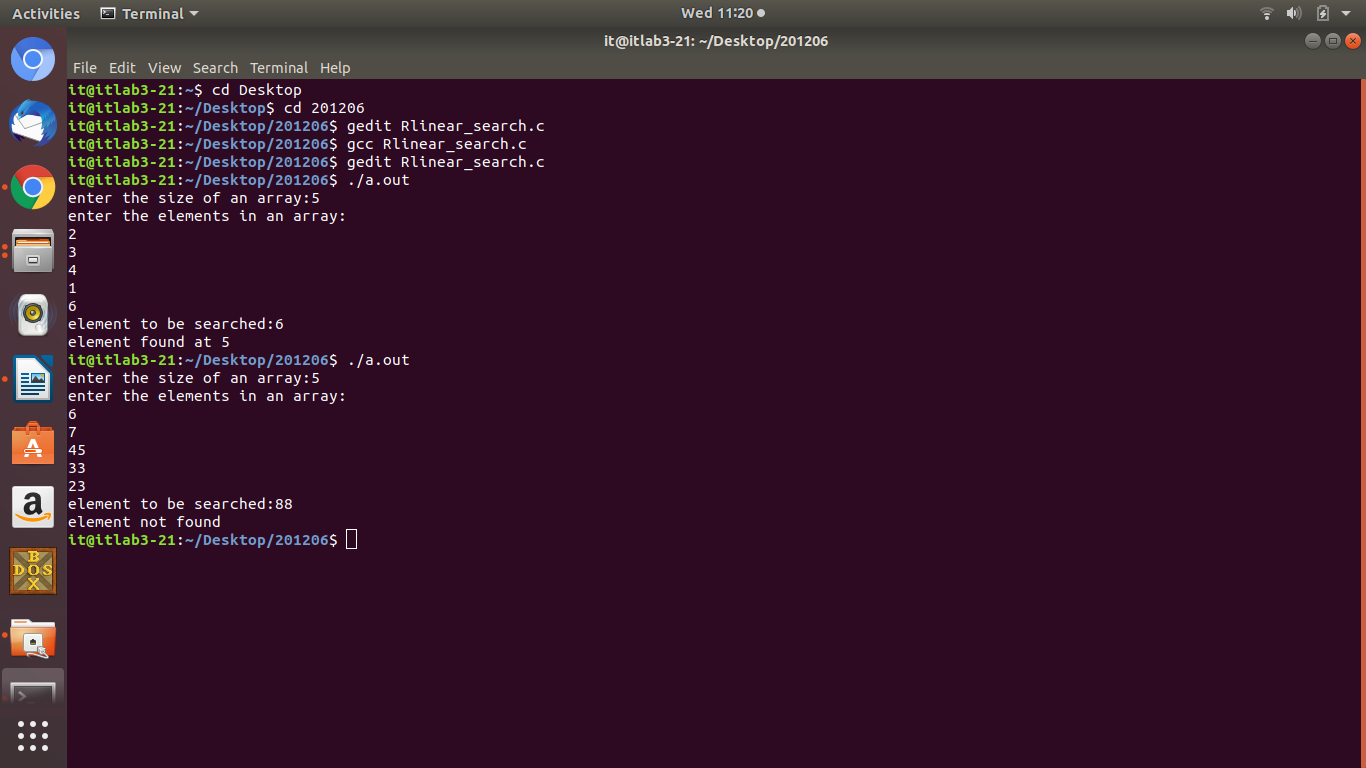 Activities Terminal Wed 11:20
it@itlab3-21: ~/Desktop/201206
File Edit View Search Terminal Help
it@itlab3-21:~$ cd Desktop
it@itlab3-21:~/Desktop$ cd 201206
it@itlab3-21:~/Desktop/201206$ gedit Rlinear_search.c
it@itlab3-21:~/Desktop/201206$ gcc Rlinear_search.c
it@itlab3-21:~/Desktop/201206$ gedit Rlinear_search.c
it@itlab3-21:~/Desktop/201206$ ./a.out
enter the size of an array:5
enter the elements in an array:
2
3
4
1
6
element to be searched:6
element found at 5
it@itlab3-21:~/Desktop/201206$ ./a.out
enter the size of an array:5
enter the elements in an array:
6
7
45
33
23
element to be searched:88
element not found
it@itlab3-21:~/Desktop/201206$
A
a
B
DOS
X